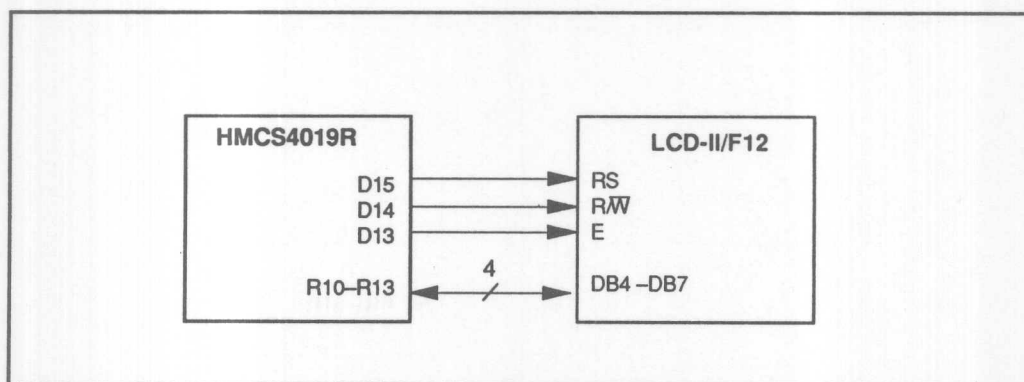 HMCS4019R
LCD-II/F12
D15
RS
D14
R/W̅
D13
E
4
R10–R13
DB4 –DB7